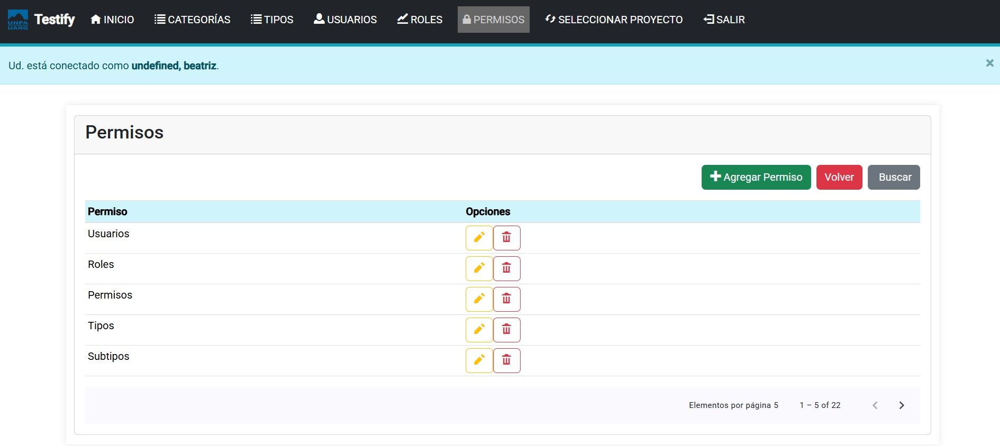 UNPA
UARG
Testify INICIO CATEGORÍAS TIPOS USUARIOS ROLES PERMISOS SELECCIONAR PROYECTO SALIR
Ud. está conectado como undefined, beatriz.
Permisos
Agregar Permiso Volver Buscar
Permiso Opciones
Usuarios
Roles
Permisos
Tipos
Subtipos
Elementos por página 5 1 – 5 of 22